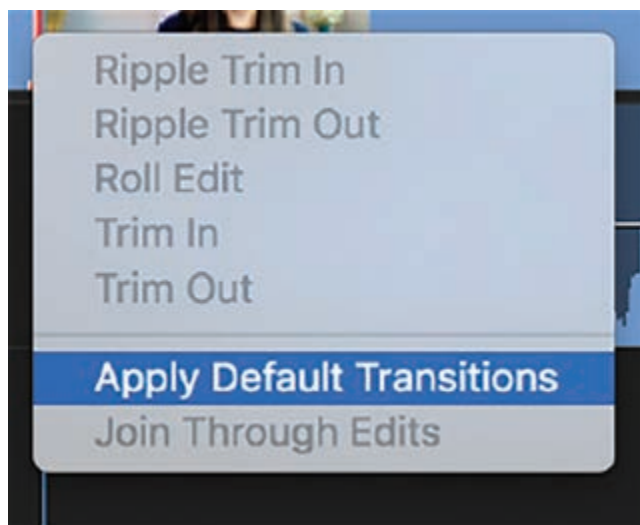 Ripple Trim In
Ripple Trim Out
Roll Edit
Trim In
Trim Out
Apply Default Transitions
Join Through Edits